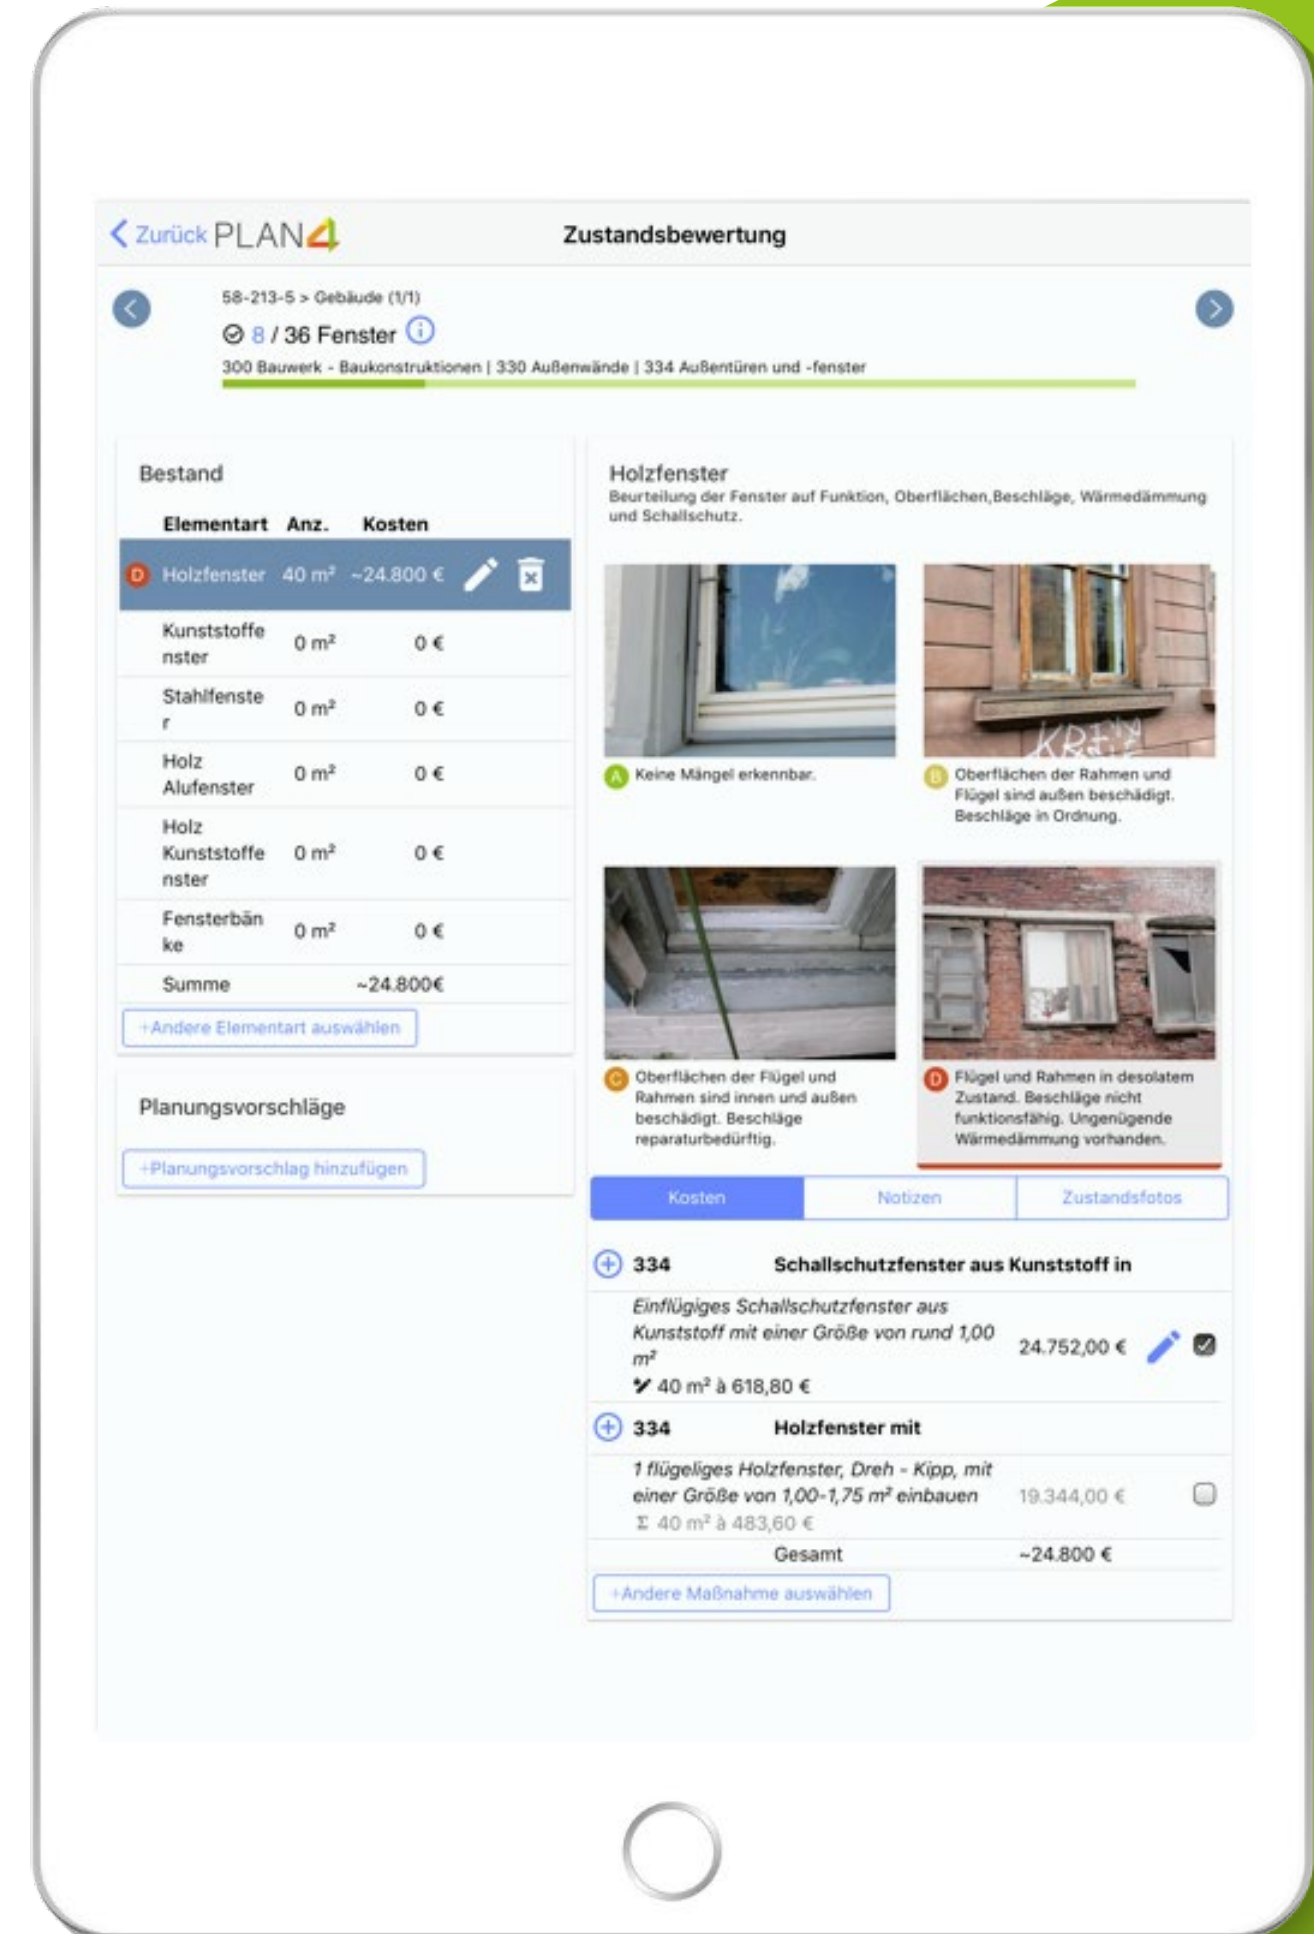 Zurück PLAN4
Zustandsbewertung
58-213-5 > Gebäude (1/1)
8 / 36 Fenster
300 Bauwerk - Baukonstruktionen | 330 Außenwände | 334 Außentüren und -fenster
Bestand
Elementart Anz. Kosten
D Holzfenster 40 m² ~24.800 €
Kunststoffe
nster 0 m² 0 €
Stahlfenste
r 0 m² 0 €
Holz
Alufenster 0 m² 0 €
Holz
Kunststoffe 0 m² 0 €
nster
Fensterbän
ke 0 m² 0 €
Summe ~24.800€
+Andere Elementart auswählen
Planungsvorschläge
+Planungsvorschlag hinzufügen
Holzfenster
Beurteilung der Fenster auf Funktion, Oberflächen,Beschläge, Wärmedämmung
und Schallschutz.
A Keine Mängel erkennbar.
B Oberflächen der Rahmen und
Flügel sind außen beschädigt.
Beschläge in Ordnung.
C Oberflächen der Flügel und
Rahmen sind innen und außen
beschädigt. Beschläge
reparaturbedürftig.
D Flügel und Rahmen in desolatem
Zustand. Beschläge nicht
funktionsfähig. Ungenügende
Wärmedämmung vorhanden.
Kosten Notizen Zustandsfotos
334 Schallschutzfenster aus Kunststoff in
Einflügiges Schallschutzfenster aus
Kunststoff mit einer Größe von rund 1,00
m²
24.752,00 €
40 m² à 618,80 €
334 Holzfenster mit
1 flügeliges Holzfenster, Dreh - Kipp, mit
einer Größe von 1,00-1,75 m² einbauen
19.344,00 €
Σ 40 m² à 483,60 €
Gesamt ~24.800 €
+Andere Maßnahme auswählen